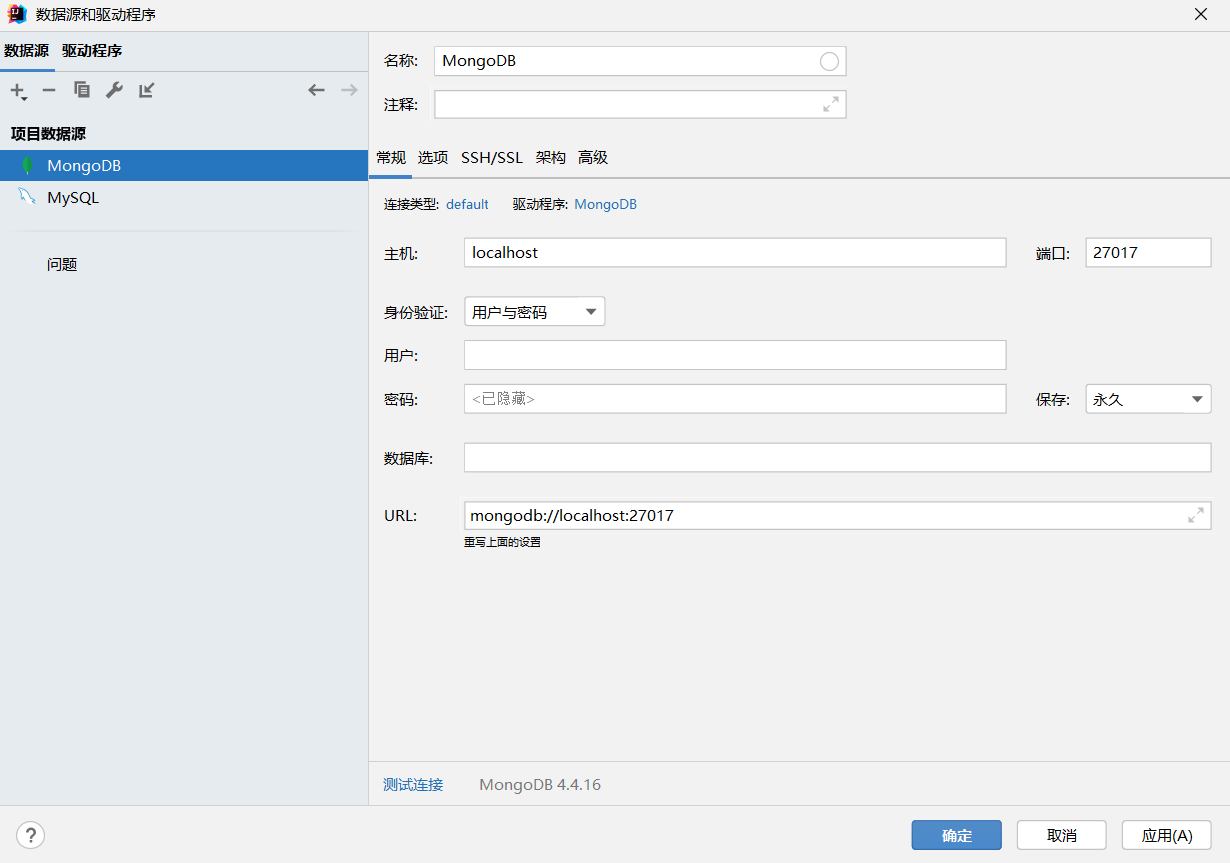 数据源和驱动程序
数据源 驱动程序
项目数据源
MongoDB
MySQL
问题
名称: MongoDB
注释:
常规 选项 SSH/SSL 架构 高级
连接类型: default 驱动程序: MongoDB
主机: localhost 端口: 27017
身份验证: 用户与密码
用户:
密码: <已隐藏> 保存: 永久
数据库:
URL: mongodb://localhost:27017
重写上面的设置
测试连接 MongoDB 4.4.16
? 确定 取消 应用(A)